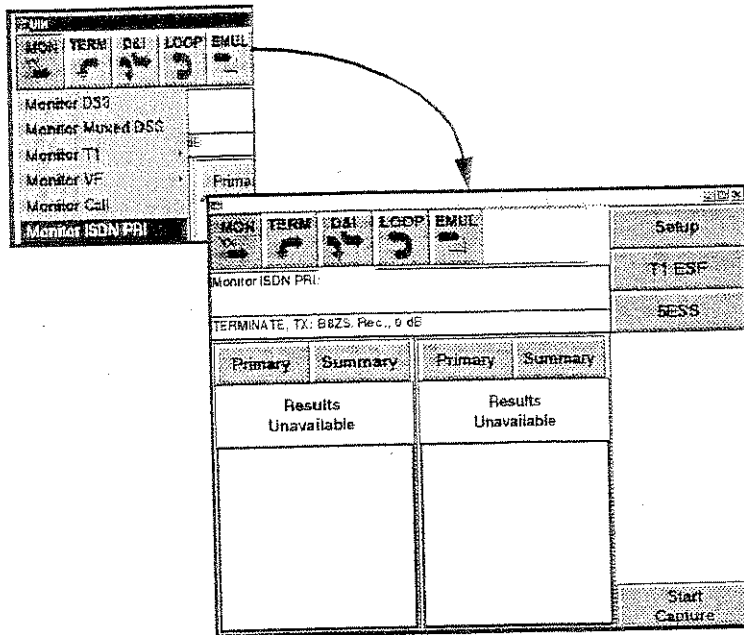 MON TERM D&I LOOP EMUL
TX
Monitor DS3
Monitor Muxed DS3
Monitor T1
Monitor VF
Monitor Call
Monitor ISDN PRI
Prima
MON TERM D&I LOOP EMUL
TX
Monitor ISDN PRI:
TERMINATE, TX: B8ZS, Rec., 0 dB
Setup
T1 ESF
5ESS
Primary Summary Primary Summary
Results Results
Unavailable Unavailable
Start
Capture